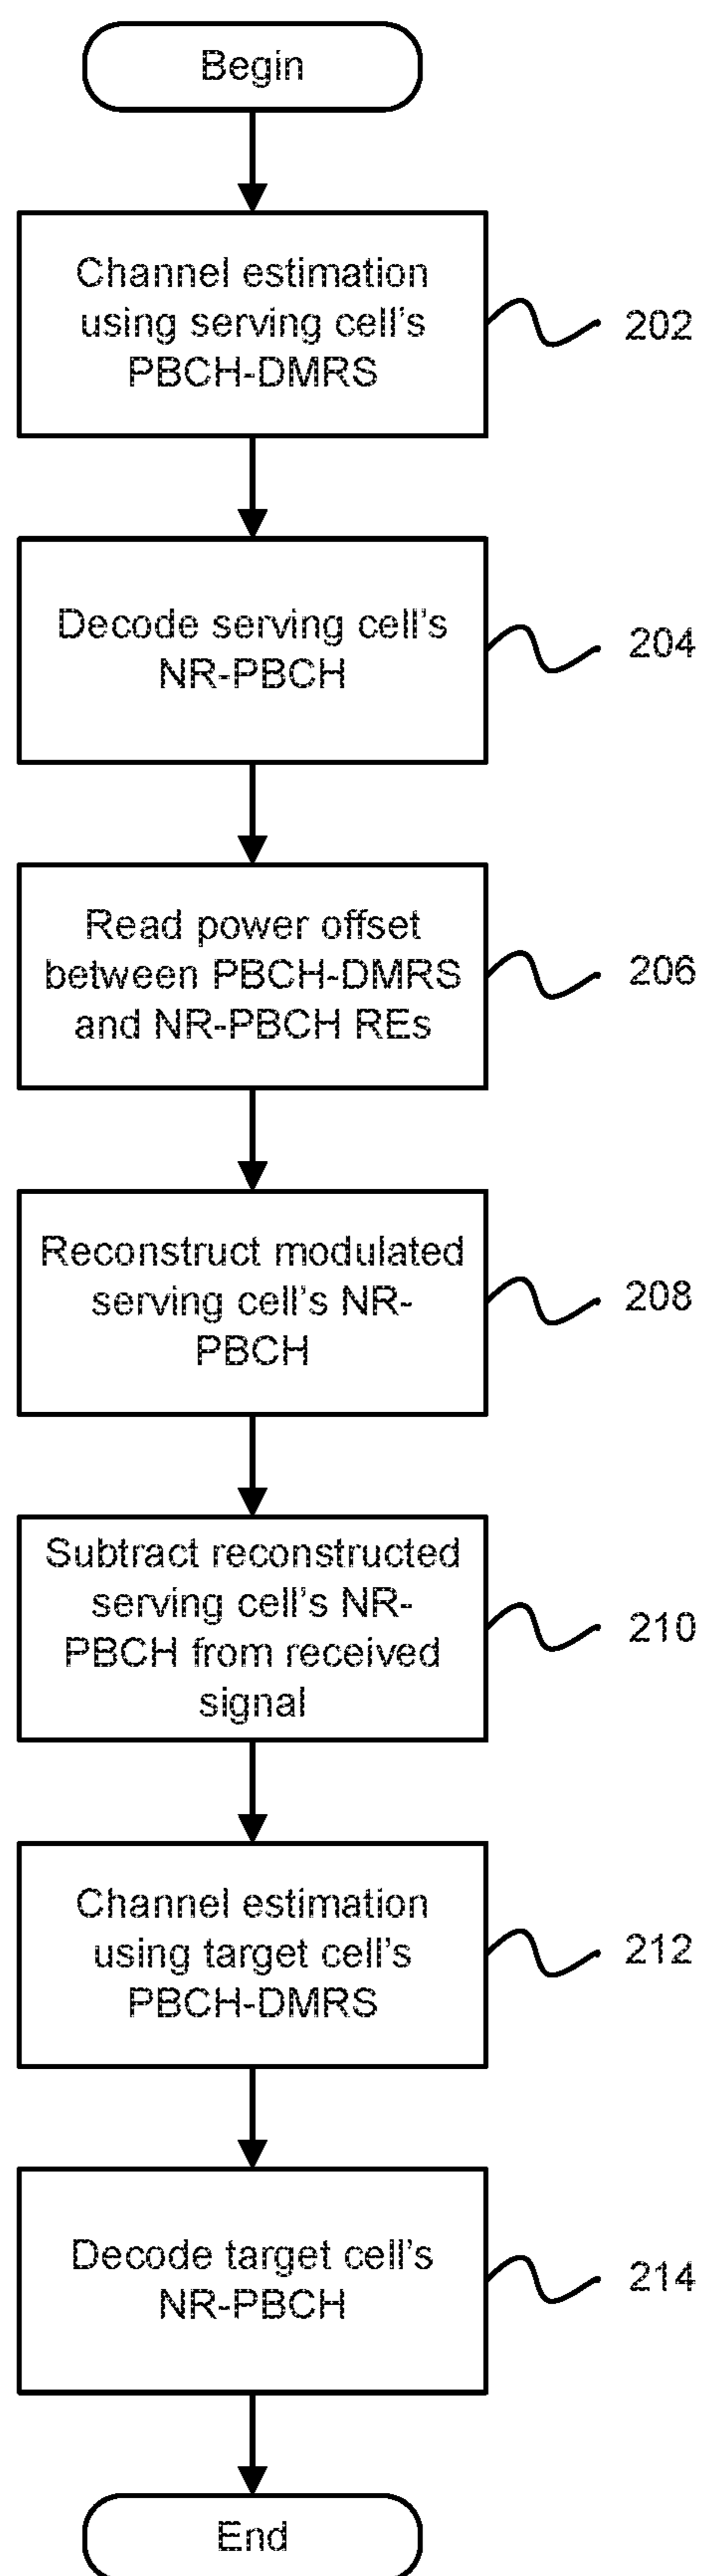 Begin
Channel estimation
using serving cell's
PBCH-DMRS
202
Decode serving cell's
NR-PBCH
204
Read power offset
between PBCH-DMRS
and NR-PBCH REs
206
Reconstruct modulated
serving cell's NR-
PBCH
208
Subtract reconstructed
serving cell's NR-
PBCH from received
signal
210
Channel estimation
using target cell's
PBCH-DMRS
212
Decode target cell's
NR-PBCH
214
End